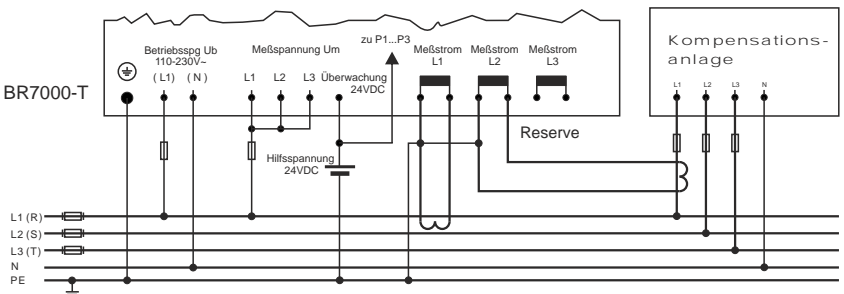 zu P1...P3
Betriebsspg Ub
110-230V~
(L1) (N)
Meßspannung Um
L1 L2 L3
Überwachung
24VDC
Meßstrom
L1
Meßstrom
L2
Meßstrom
L3
Kompensations-
anlage
L1 L2 L3 N
BR7000-T
Reserve
Hilfsspannung
24VDC
L1 (R)
L2 (S)
L3 (T)
N
PE